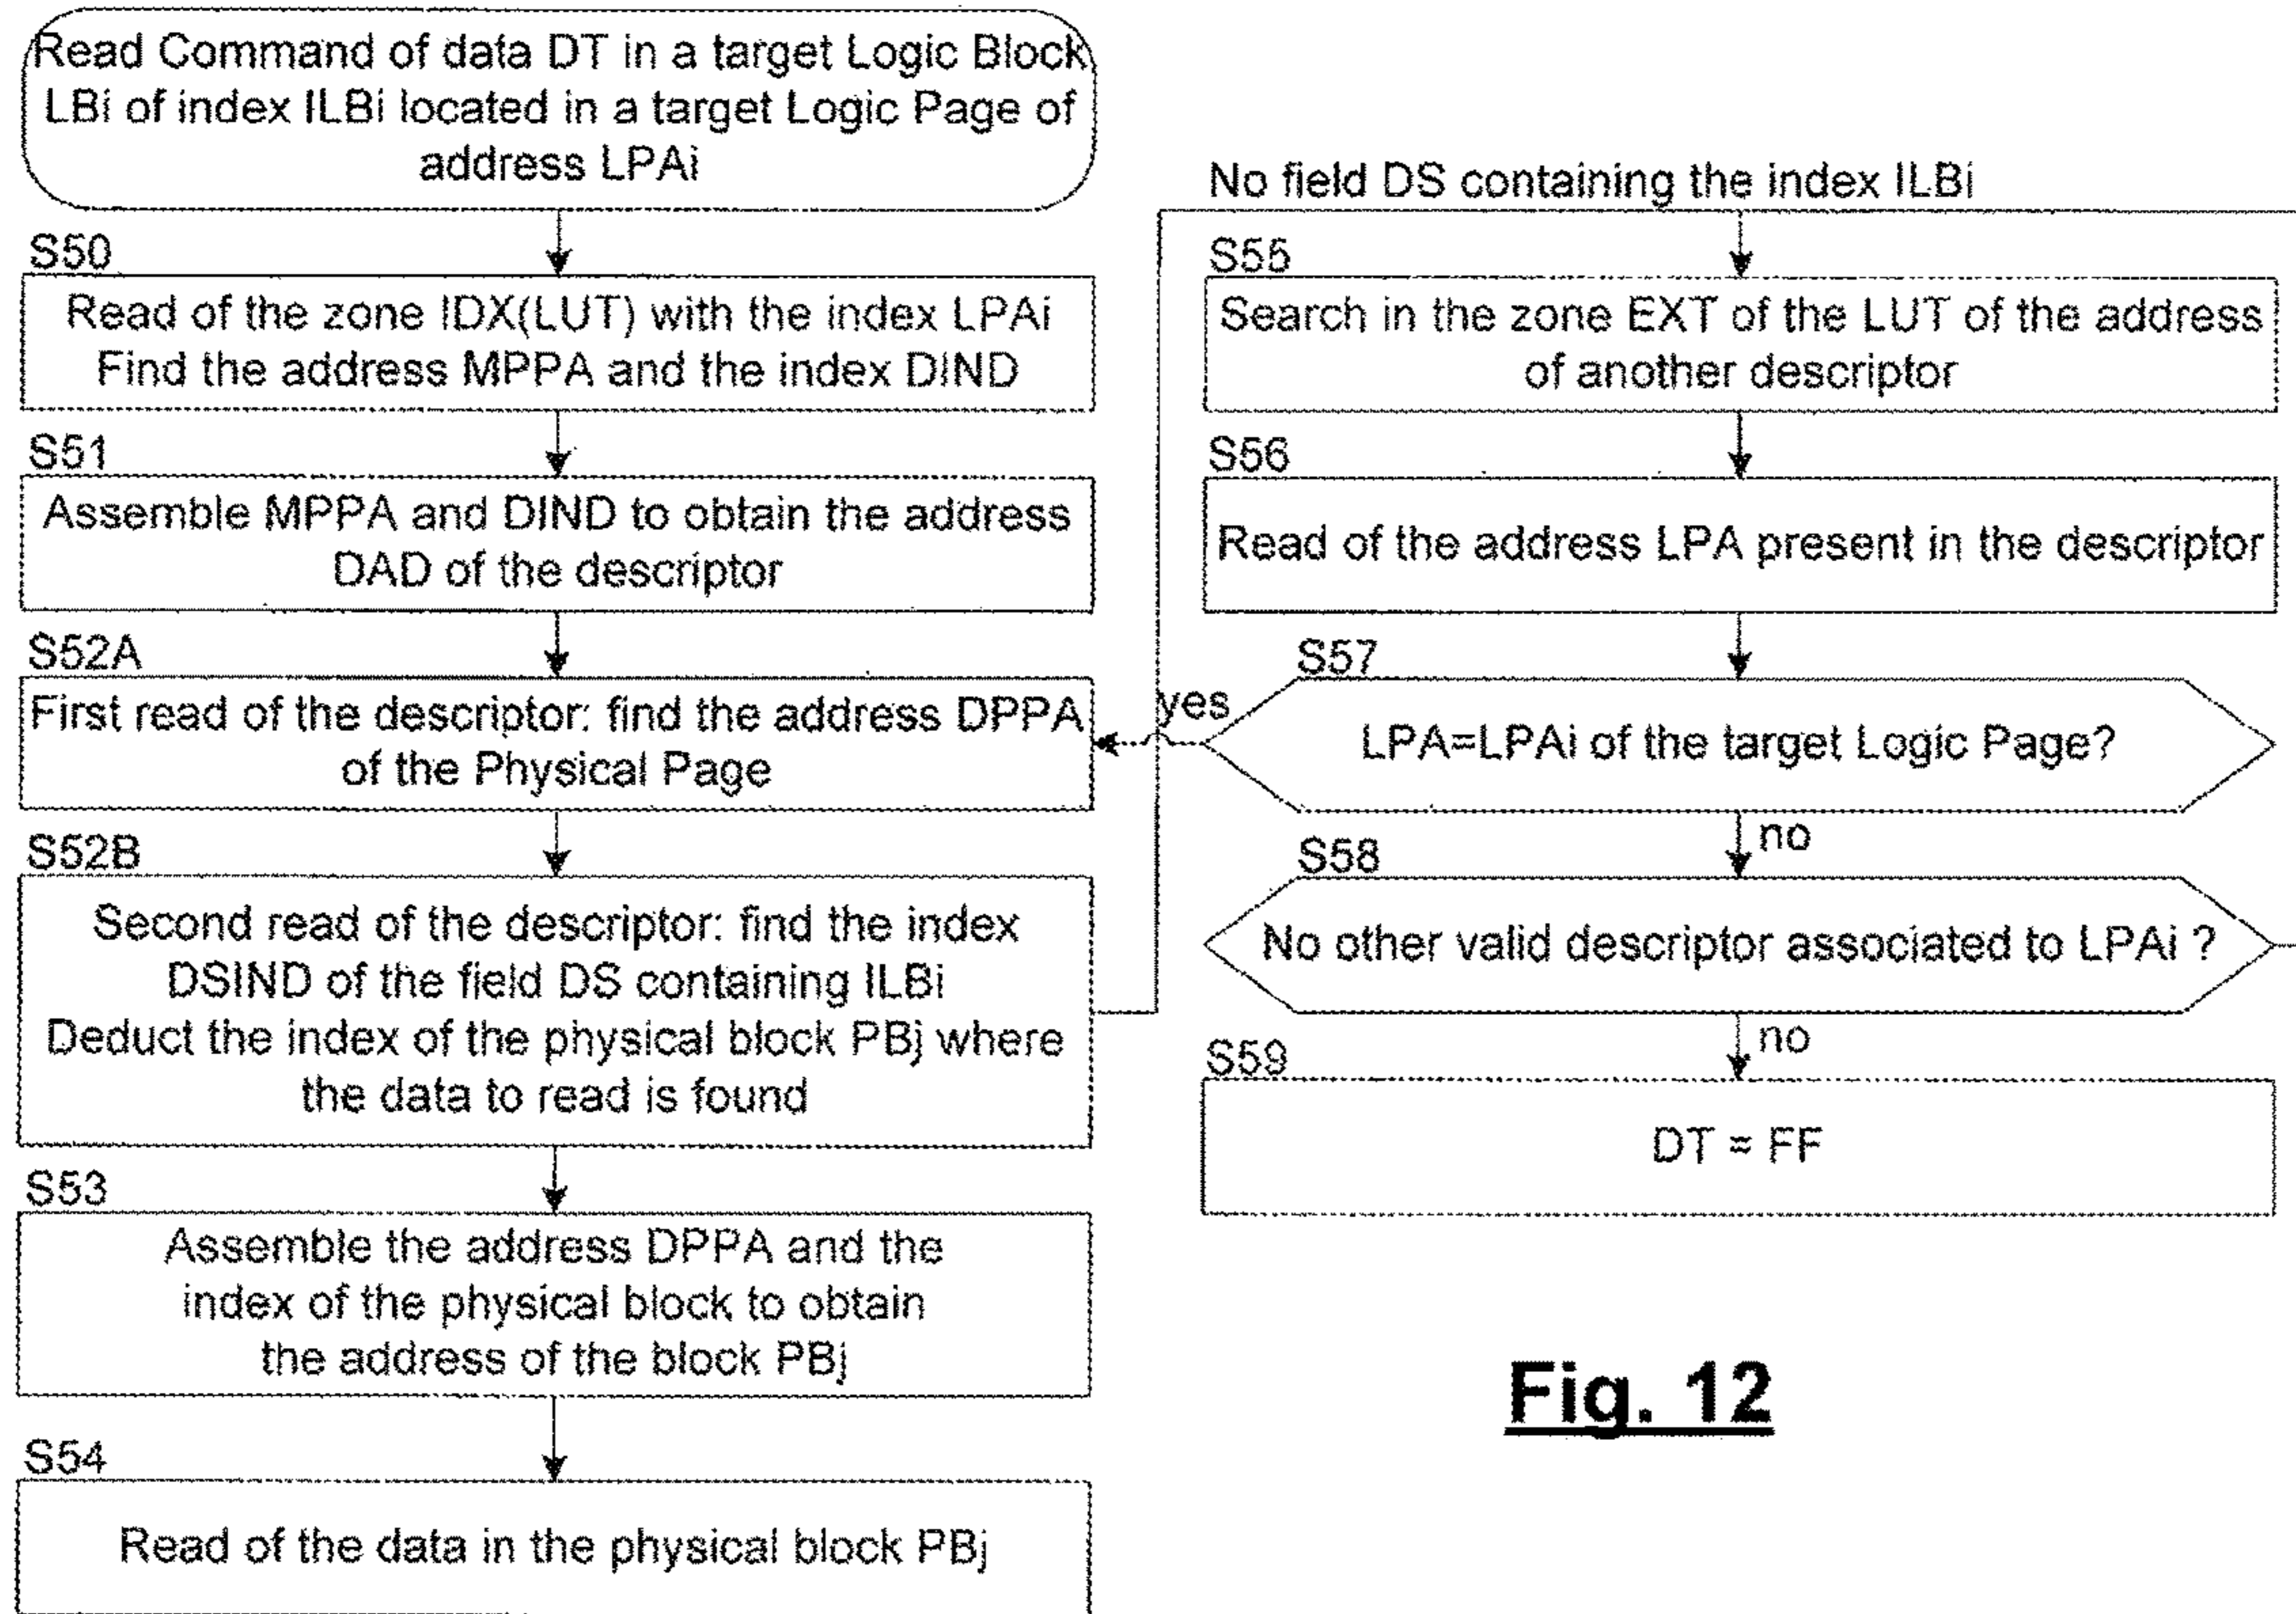 Read Command of data DT in a target Logic Block
LBi of index ILBi located in a target Logic Page of
address LPAi
S50
Read of the zone IDX(LUT) with the index LPAi
Find the address MPPA and the index DIND
S51
Assemble MPPA and DIND to obtain the address
DAD of the descriptor
S52A
First read of the descriptor: find the address DPPA
of the Physical Page
S52B
Second read of the descriptor: find the index
DSIND of the field DS containing ILBi
Deduct the index of the physical block PBj where
the data to read is found
S53
Assemble the address DPPA and the
index of the physical block to obtain
the address of the block PBj
S54
Read of the data in the physical block PBj
No field DS containing the index ILBi
S55
Search in the zone EXT of the LUT of the address
of another descriptor
S56
Read of the address LPA present in the descriptor
S57
yes
LPA=LPAi of the target Logic Page?
no
S58
No other valid descriptor associated to LPAi ?
no
S59
DT = FF
Fig. 12